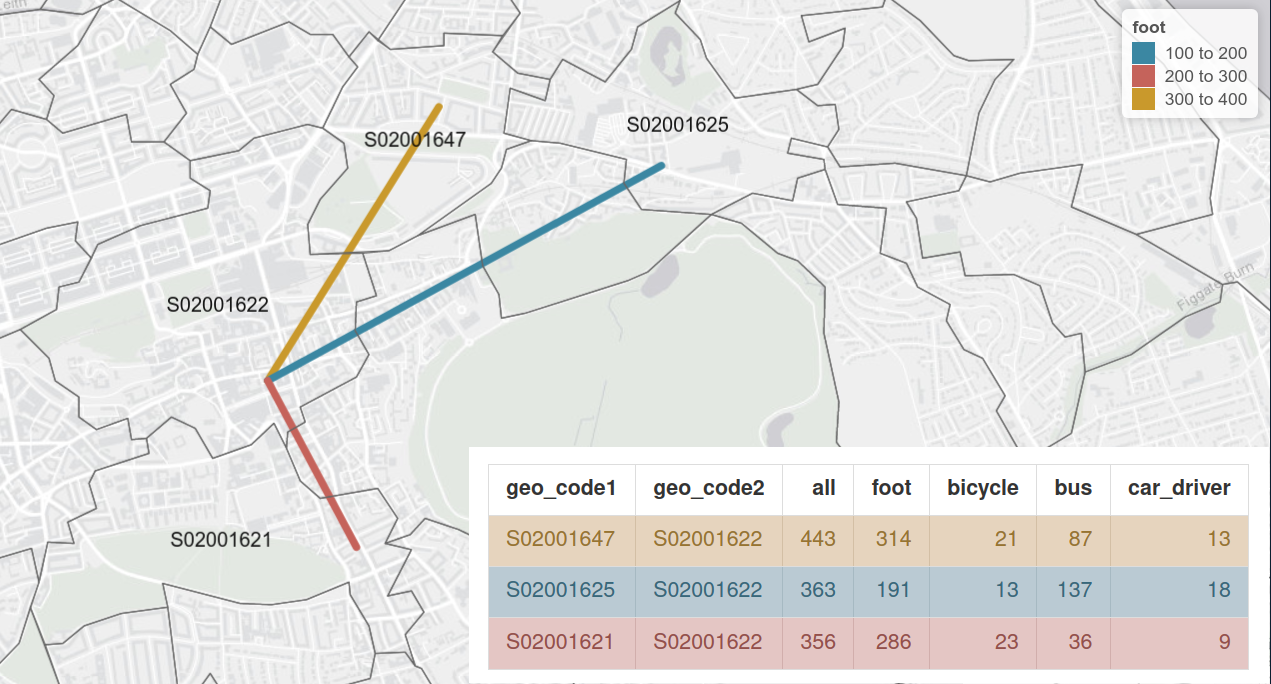 eith
foot
100 to 200
200 to 300
300 to 400
S02001647
S02001625
S02001622
Figgate Burn
S02001621
geo_code1 geo_code2 all foot bicycle bus car_driver
S02001647 S02001622 443 314 21 87 13
S02001625 S02001622 363 191 13 137 18
S02001621 S02001622 356 286 23 36 9